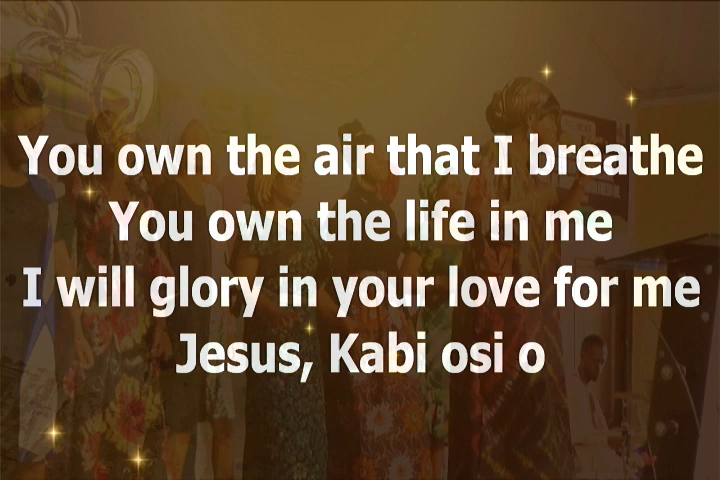 You own the air that I breathe
You own the life in me
I will glory in your love for me
Jesus, Kabi osi o